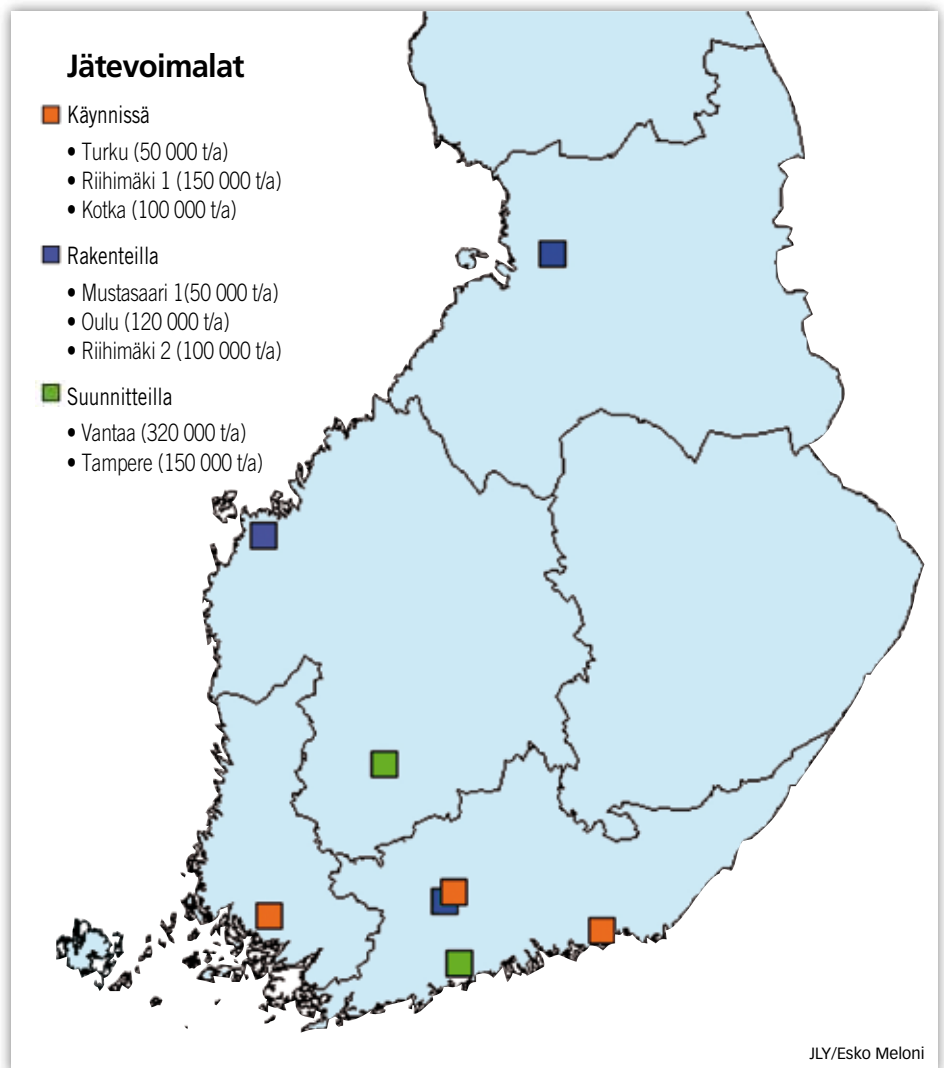 Jätevoimalat
Käynnissä
• Turku (50 000 t/a)
• Riihimäki 1 (150 000 t/a)
• Kotka (100 000 t/a)
Rakenteilla
• Mustasaari 1(50 000 t/a)
• Oulu (120 000 t/a)
• Riihimäki 2 (100 000 t/a)
Suunnitteilla
• Vantaa (320 000 t/a)
• Tampere (150 000 t/a)
JLY/Esko Meloni